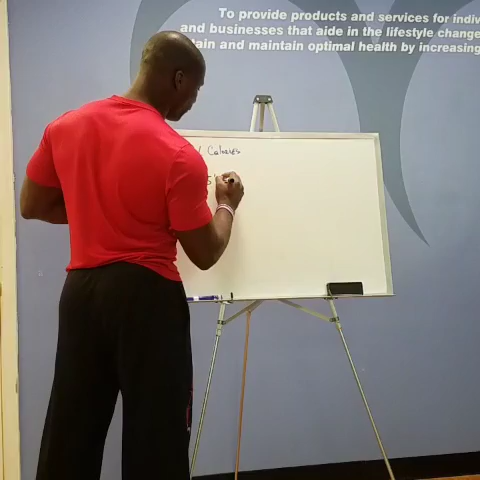 To provide products and services for indiv
and businesses that aide in the lifestyle change
tain and maintain optimal health by increasing
Calories